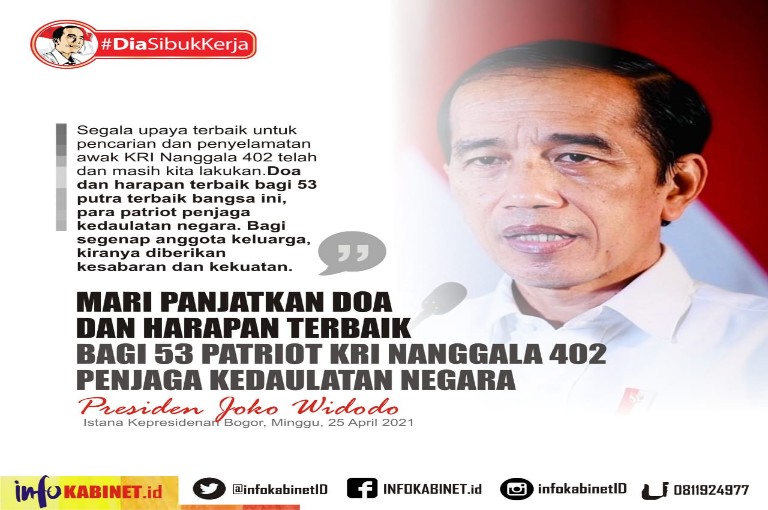 #DiaSibukKerja
Segala upaya terbaik untuk
pencarian dan penyelamatan
awak KRI Nanggala 402 telah
dan masih kita lakukan.Doa
dan harapan terbaik bagi 53
putra terbaik bangsa ini,
para patriot penjaga
kedaulatan negara. Bagi
segenap anggota keluarga,
kiranya diberikan
kesabaran dan kekuatan.
MARI PANJATKAN DOA
DAN HARAPAN TERBAIK
BAGI 53 PATRIOT KRI NANGGALA 402
PENJAGA KEDAULATAN NEGARA
Presiden Joko Widodo
Istana Kepresidenan Bogor, Minggu, 25 April 2021
info KABINET.id @infokabinetID INFOKABINET.id infokabinetID 0811924977